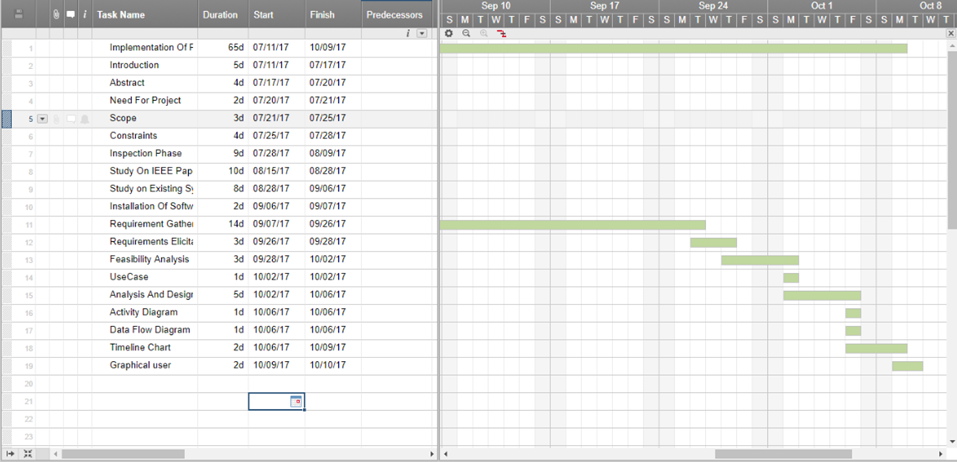 Sep 10 Sep 17 Sep 24 Oct 1 Oct 8
i Task Name Duration Start Finish Predecessors S M T W T F S S M T W T F S S M T W T F S S M T W T F S S M T W T
i
1 Implementation Of F 65d 07/11/17 10/09/17
2 Introduction 5d 07/11/17 07/17/17
3 Abstract 4d 07/17/17 07/20/17
4 Need For Project 2d 07/20/17 07/21/17
5 Scope 3d 07/21/17 07/25/17
6 Constraints 4d 07/25/17 07/28/17
7 Inspection Phase 9d 07/28/17 08/09/17
8 Study On IEEE Pap 10d 08/15/17 08/28/17
9 Study on Existing Sy 8d 08/28/17 09/06/17
10 Installation Of Softw 2d 09/06/17 09/07/17
11 Requirement Gather 14d 09/07/17 09/26/17
12 Requirements Elicita 3d 09/26/17 09/28/17
13 Feasibility Analysis 3d 09/28/17 10/02/17
14 UseCase 1d 10/02/17 10/02/17
15 Analysis And Design 5d 10/02/17 10/06/17
16 Activity Diagram 1d 10/06/17 10/06/17
17 Data Flow Diagram 1d 10/06/17 10/06/17
18 Timeline Chart 2d 10/06/17 10/09/17
19 Graphical user 2d 10/09/17 10/10/17
20
21
22
23